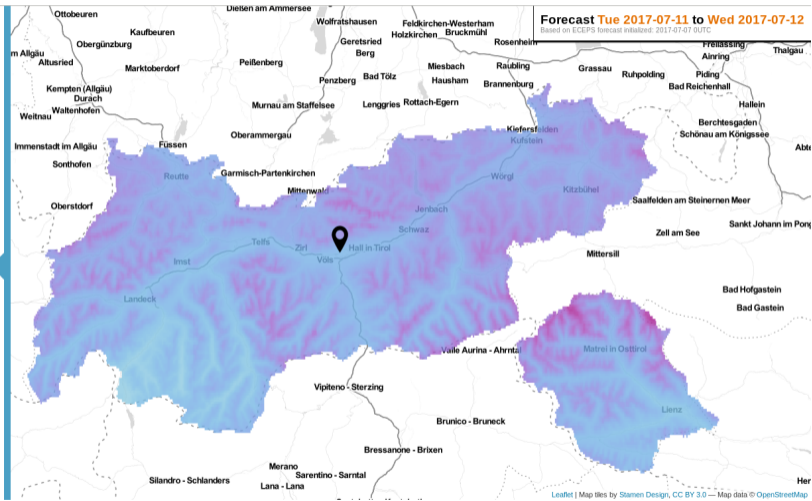 Ottobeuren
Dießen am Ammersee
Wolfratshausen
Feldkirchen-Westerham
Forecast Tue 2017-07-11 to Wed 2017-07-12
Based on ECEPS forecast initialized: 2017-07-07 0UTC
Kaufbeuren
Holzkirchen
Bruckmühl
Obergünzburg
Geretsried
Rosenheim
Freilassing
Thalgau
m Allgäu
Berg
Ainring
Altusried
Marktoberdorf
Peißenberg
Miesbach
Raubling
Grassau
Ruhpolding
Piding
Penzberg
Bad Tölz
Hausham
Brannenburg
Bad Reichenhall
Kempten (Allgäu)
Durach
Waltenhofen
Murnau am Staffelsee
Lenggries
Rottach-Egern
Hallein
Weitnau
Berchtesgaden
Oberammergau
Kiefersfelden
Schönau am Königssee
Immenstadt im Allgäu
Füssen
Kufstein
Abte
Sonthofen
Garmisch-Partenkirchen
Reutte
Wörgl
Mittenwald
Kitzbühel
Oberstdorf
Saalfelden am Steinernen Meer
Jenbach
Sankt Johann im Pong
Schwaz
Zell am See
Telfs
Zirl
Hall in Tirol
Mittersill
Imst
Völs
Bad Hofgastein
Landeck
Bad Gastein
Valle Aurina - Ahrntal
Matrei in Osttirol
Vipiteno - Sterzing
Lienz
Brunico - Bruneck
Bressanone - Brixen
Merano
Sarentino - Sarntal
Silandro - Schlanders
Lana - Lana
Her
Leaflet | Map tiles by Stamen Design, CC BY 3.0 — Map data © OpenStreetMap